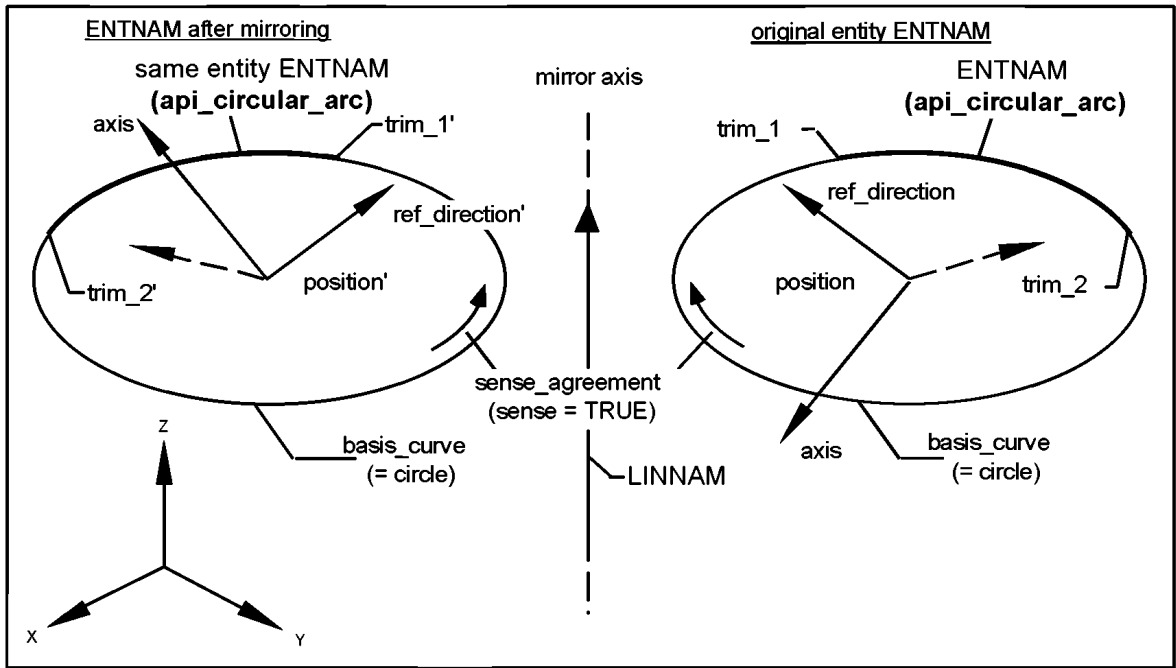 ENTNAM after mirroring
same entity ENTNAM
(api_circular_arc)
axis
trim_1'
ref_direction'
position'
trim_2'
basis_curve
(= circle)
mirror axis
sense_agreement
(sense = TRUE)
LINNAM
original entity ENTNAM
ENTNAM
(api_circular_arc)
trim_1
ref_direction
position
trim_2
axis
basis_curve
(= circle)
Z
X
Y